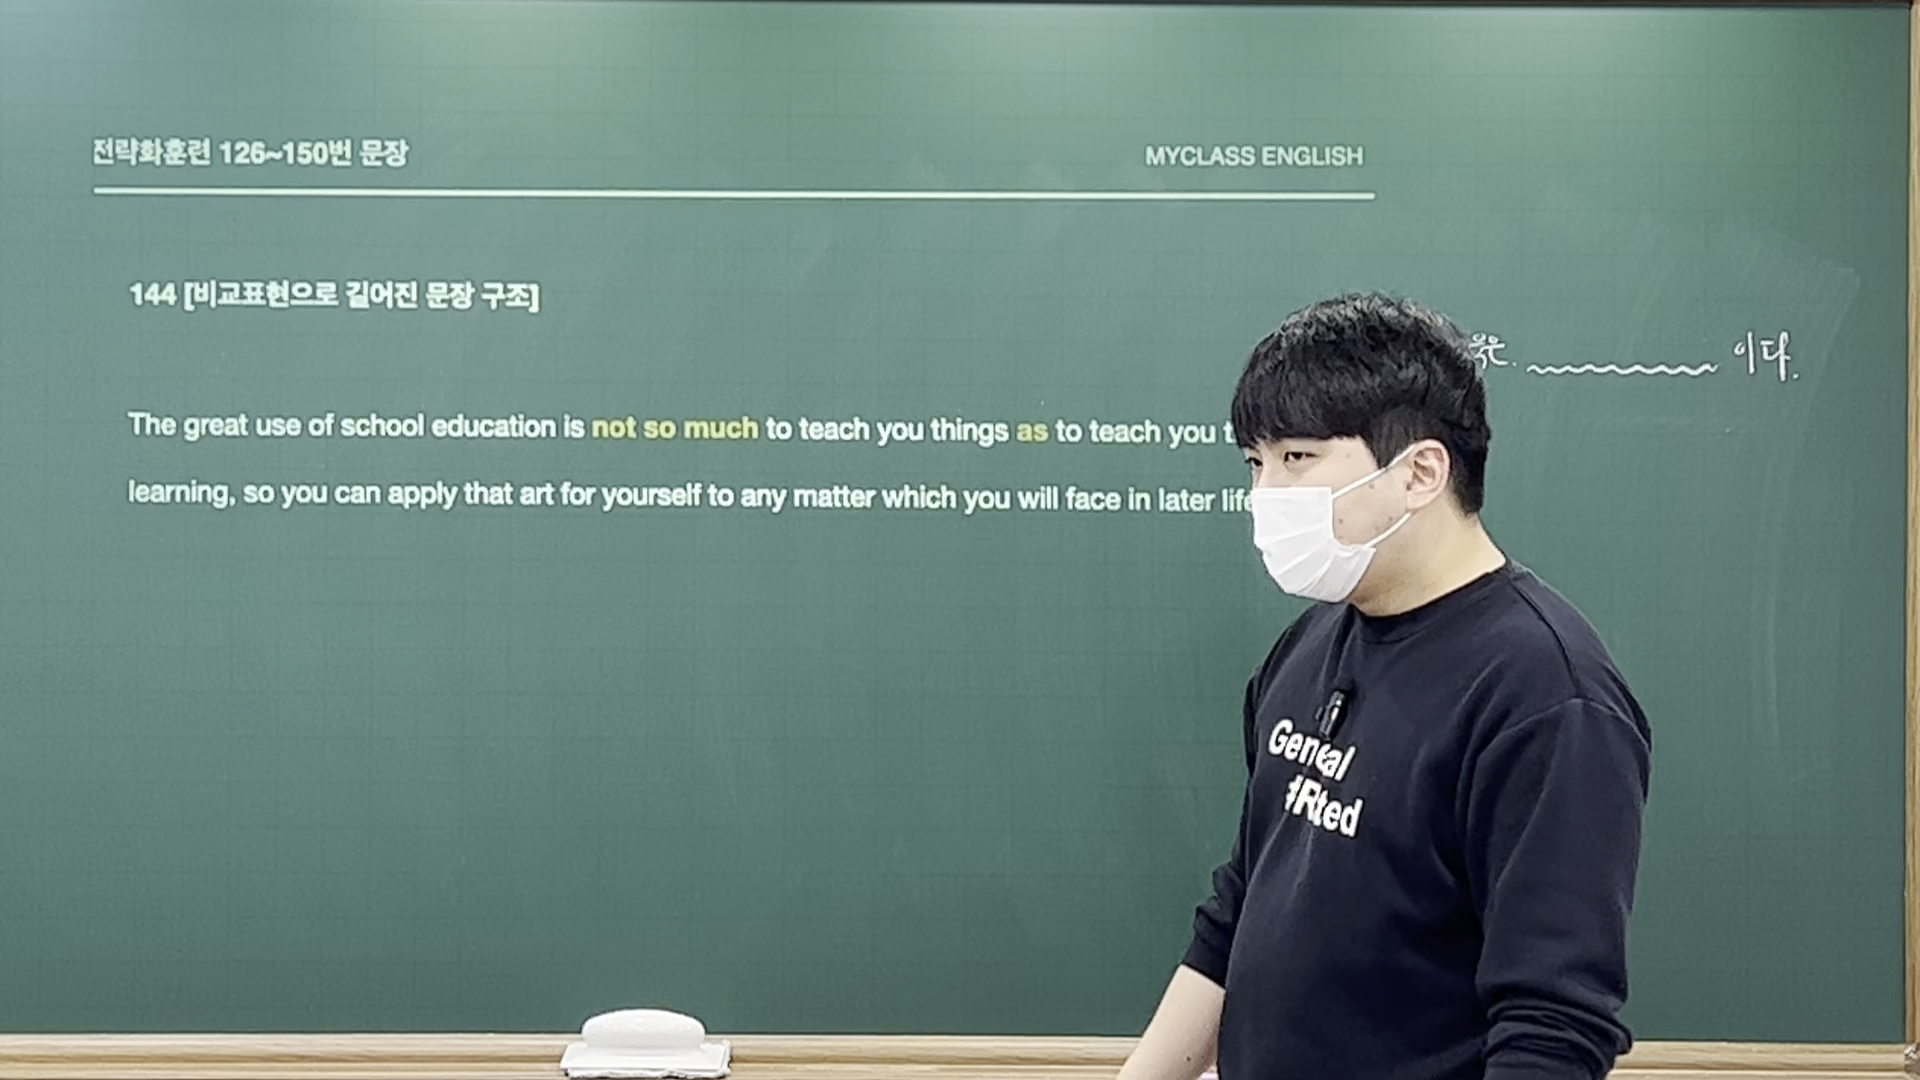 전략화훈련 126~150번 문장
MYCLASS ENGLISH
144 [비교표현으로 길어진 문장 구조]
이다.
The great use of school education is not so much to teach you things as to teach you
learning, so you can apply that art for yourself to any matter which you will face in later life
General
#Rted